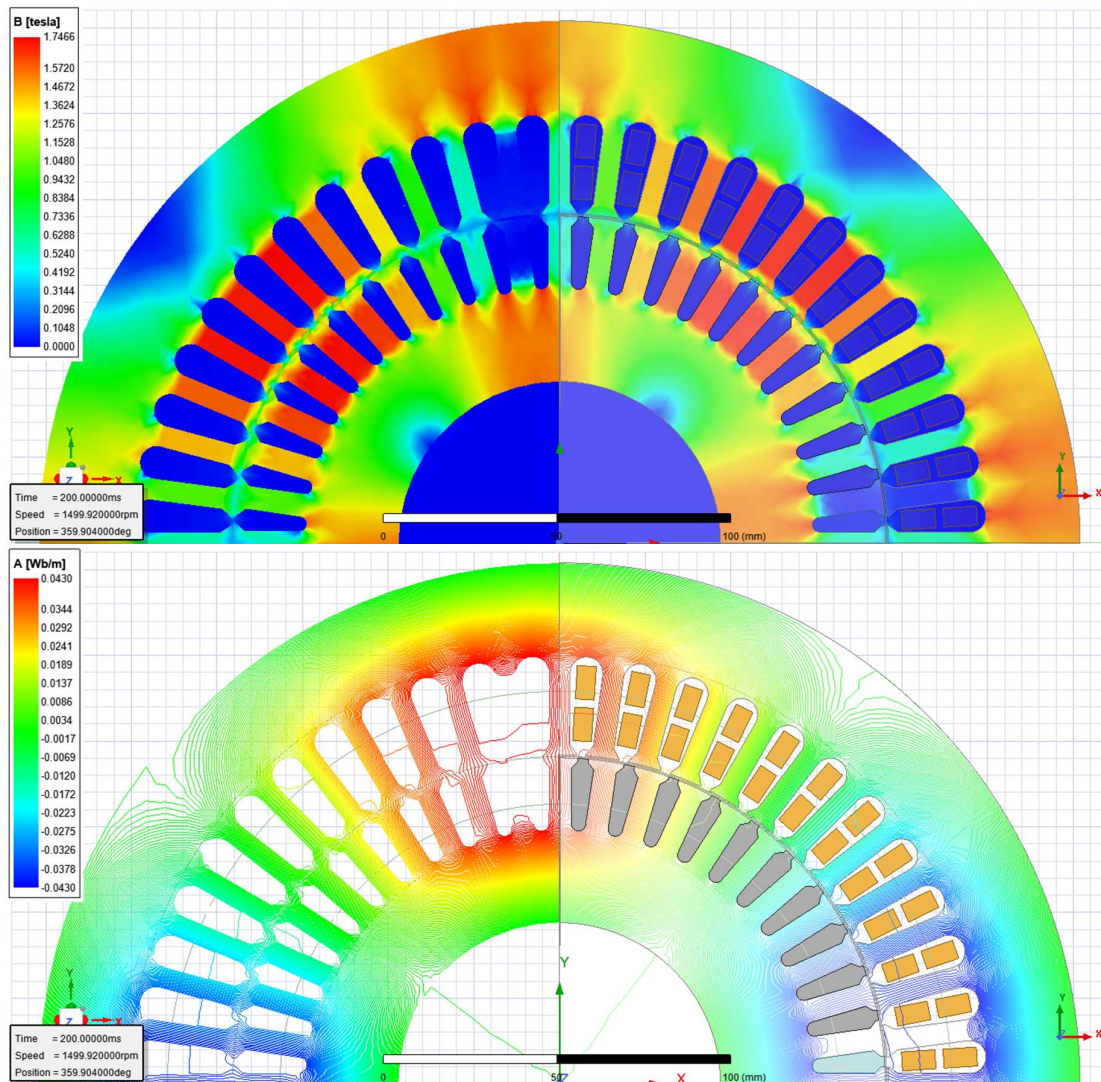 B [tesla]
1.7466
1.5720
1.4672
1.3624
1.2576
1.1528
1.0480
0.9432
0.8384
0.7336
0.6288
0.5240
0.4192
0.3144
0.2096
0.1048
0.0000
Y
Z
X
Y
X
Time = 200.00000ms
Speed = 1499.920000rpm
Position = 359.904000deg
0
50
100 (mm)
A [Wb/m]
0.0430
0.0344
0.0292
0.0241
0.0189
0.0137
0.0086
0.0034
-0.0017
-0.0069
-0.0120
-0.0172
-0.0223
-0.0275
-0.0326
-0.0378
-0.0430
Y
Z
X
Y
Y
X
Time = 200.00000ms
Speed = 1499.920000rpm
Position = 359.904000deg
0
50
100 (mm)
Z
X